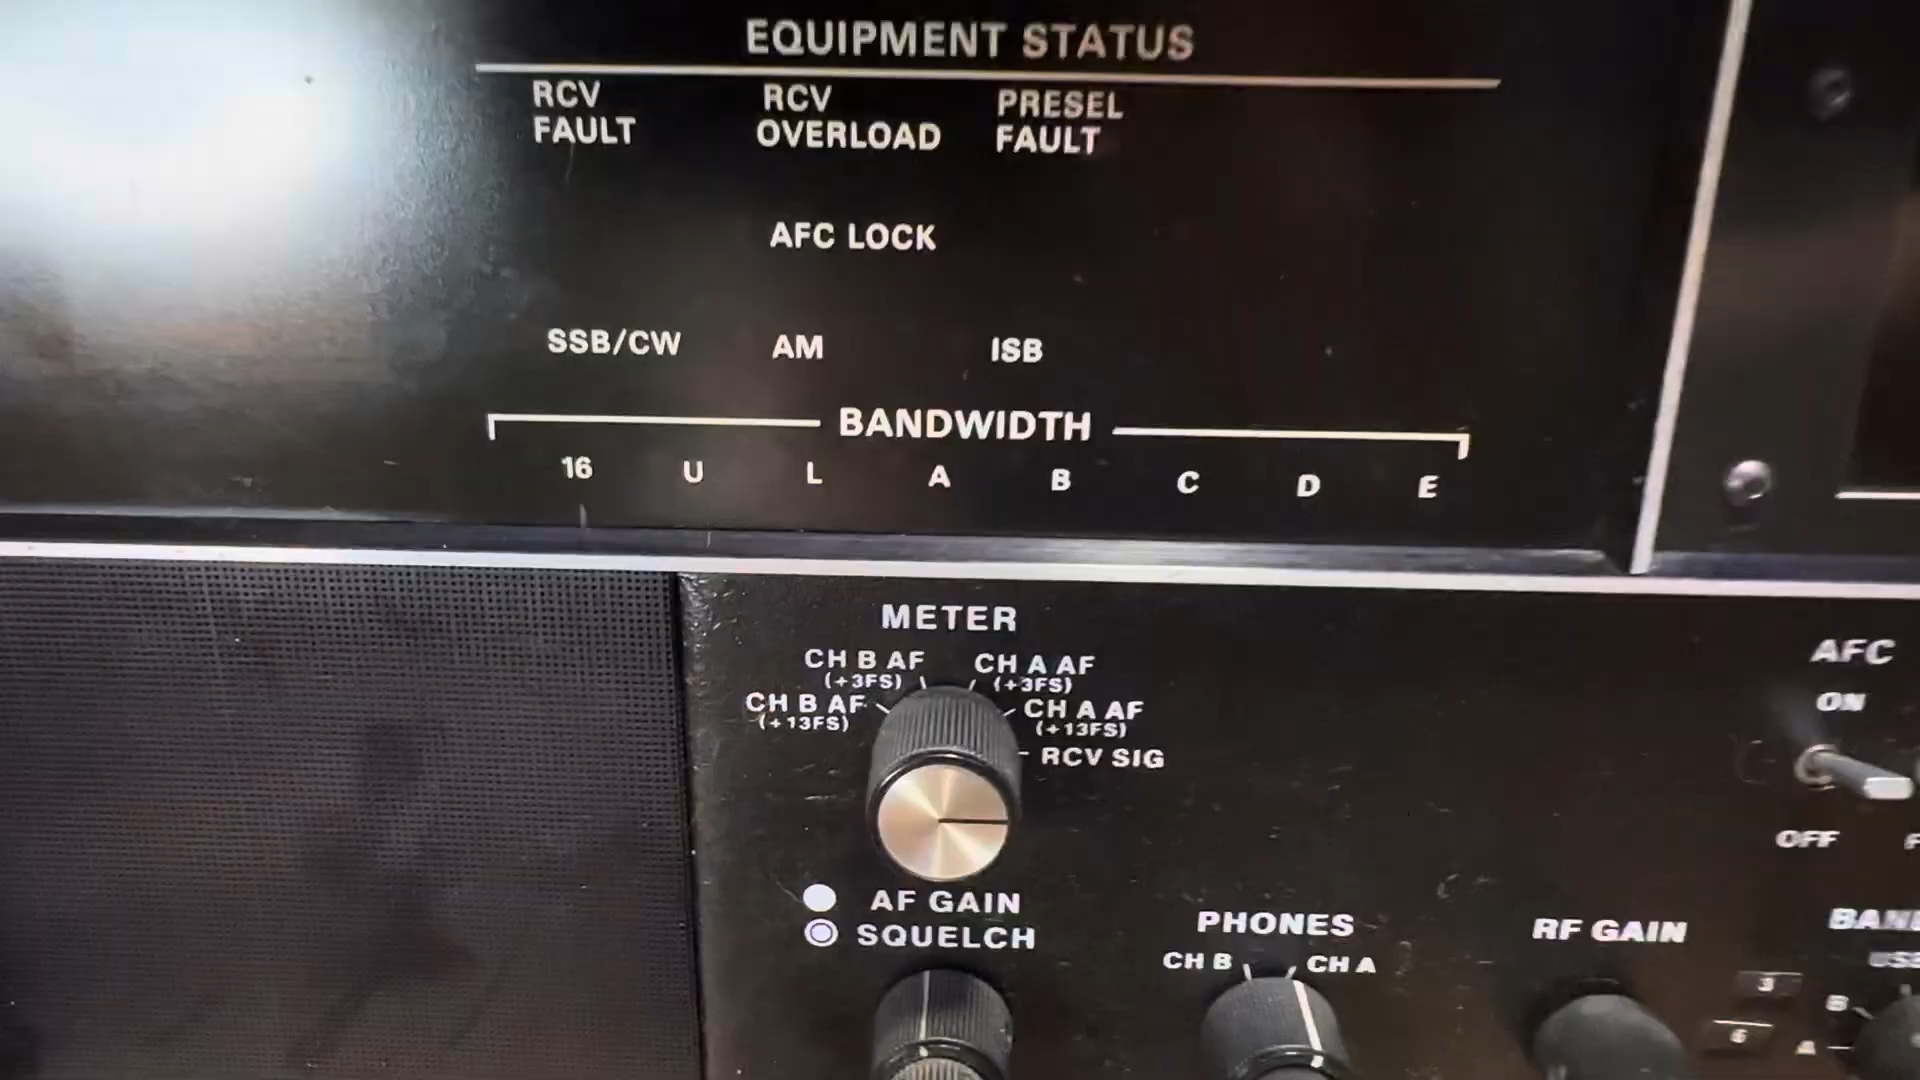 EQUIPMENT STATUS
RCV FAULT
RCV OVERLOAD
PRESEL FAULT
AFC LOCK
SSB/CW AM ISB
BANDWIDTH
16 U L A B C D E
METER
CH B AF (+3FS)
CH A AF (+3FS)
CH B AF (+13FS)
CH A AF (+13FS)
RCV SIG
AFC
ON
OFF
AF GAIN
SQUELCH
PHONES
CH B CH A
RF GAIN
3
B
6
A